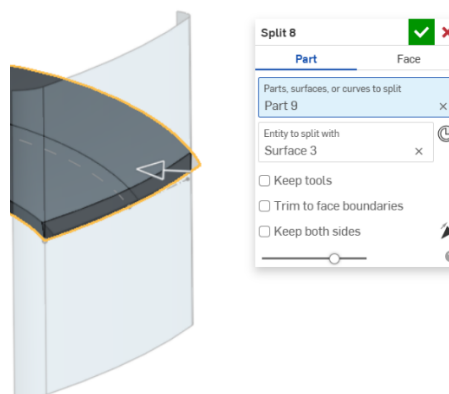 Split 8
Part Face
Parts, surfaces, or curves to split
Part 9
Entity to split with
Surface 3
Keep tools
Trim to face boundaries
Keep both sides